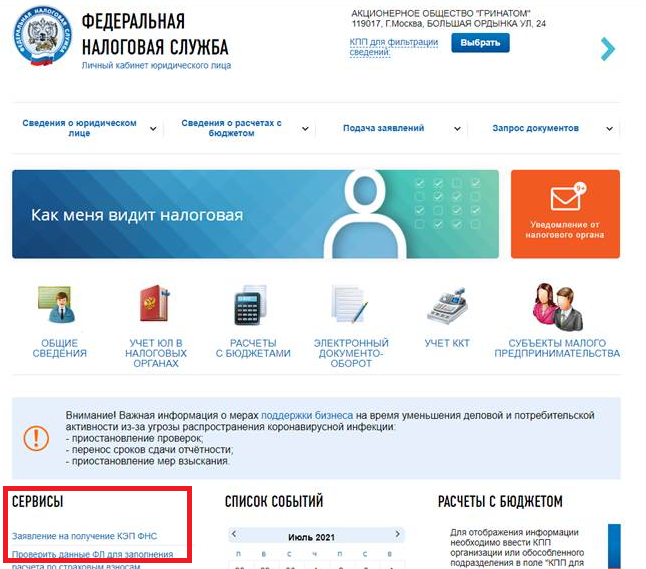 ФЕДЕРАЛЬНАЯ
НАЛОГОВАЯ СЛУЖБА
Личный кабинет юридического лица
АКЦИОНЕРНОЕ ОБЩЕСТВО "ГРИНАТОМ"
119017, Г.Москва, БОЛЬШАЯ ОРДЫНКА УЛ, 24
КПП для фильтрации
сведений:
Выбрать
Сведения о юридическом
лице
Сведения о расчетах с
бюджетом
Подача заявлений
Запрос документов
Как меня видит налоговая
9+
Уведомление от
налогового органа
ОБЩИЕ
СВЕДЕНИЯ
УЧЕТ ЮЛ В
НАЛОГОВЫХ
ОРГАНАХ
РАСЧЕТЫ
С БЮДЖЕТАМИ
ЭЛЕКТРОННЫЙ
ДОКУМЕНТО-
ОБОРОТ
УЧЕТ ККТ
СУБЪЕКТЫ МАЛОГО
ПРЕДПРИНИМАТЕЛЬСТВА
Внимание! Важная информация о мерах поддержки бизнеса на время уменьшения деловой и потребительской
активности из-за угрозы распространения коронавирусной инфекции:
- приостановление проверок;
- перенос сроков сдачи отчётности;
- приостановление мер взыскания.
СЕРВИСЫ
Заявление на получение КЭП ФНС
Проверить данные ФЛ для заполнения
расчета по страховым взносам
СПИСОК СОБЫТИЙ
Июль 2021
П В С Ч П С В
РАСЧЕТЫ С БЮДЖЕТОМ
Для отображения информации
необходимо ввести КПП
организации или обособленного
подразделения в поле "КПП для